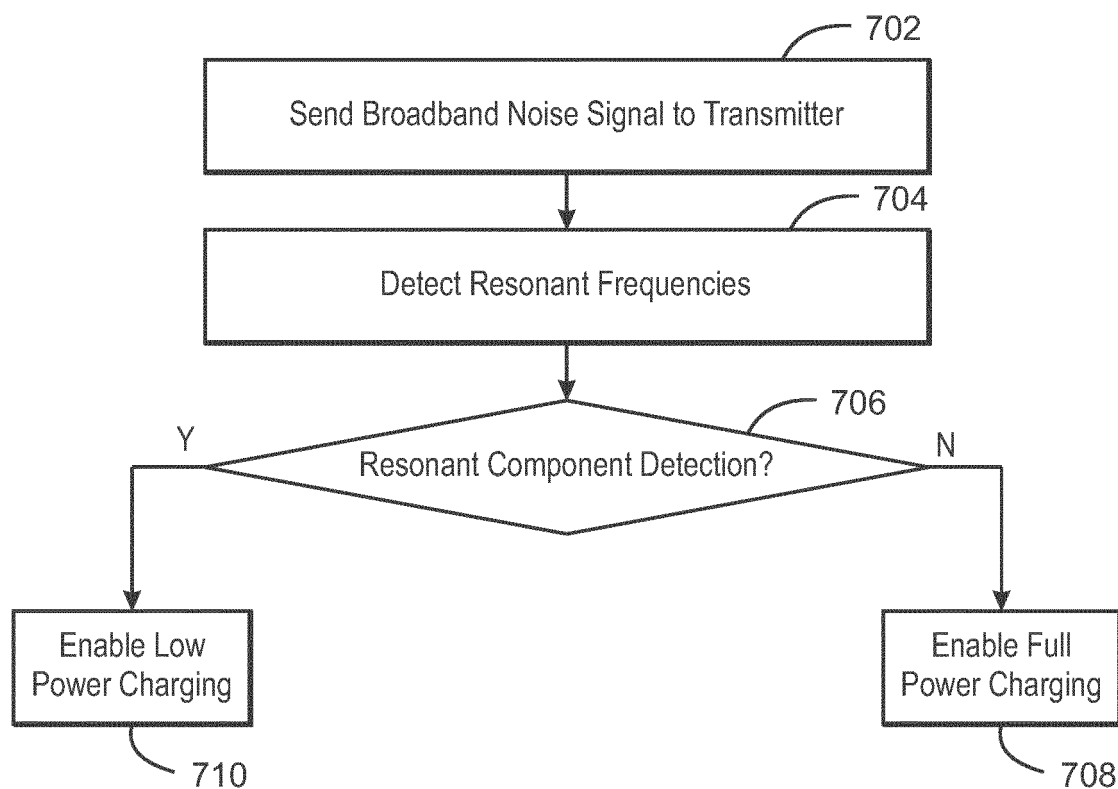 702
Send Broadband Noise Signal to Transmitter
704
Detect Resonant Frequencies
706
Y
Resonant Component Detection?
N
Enable Low
Power Charging
Enable Full
Power Charging
710
708